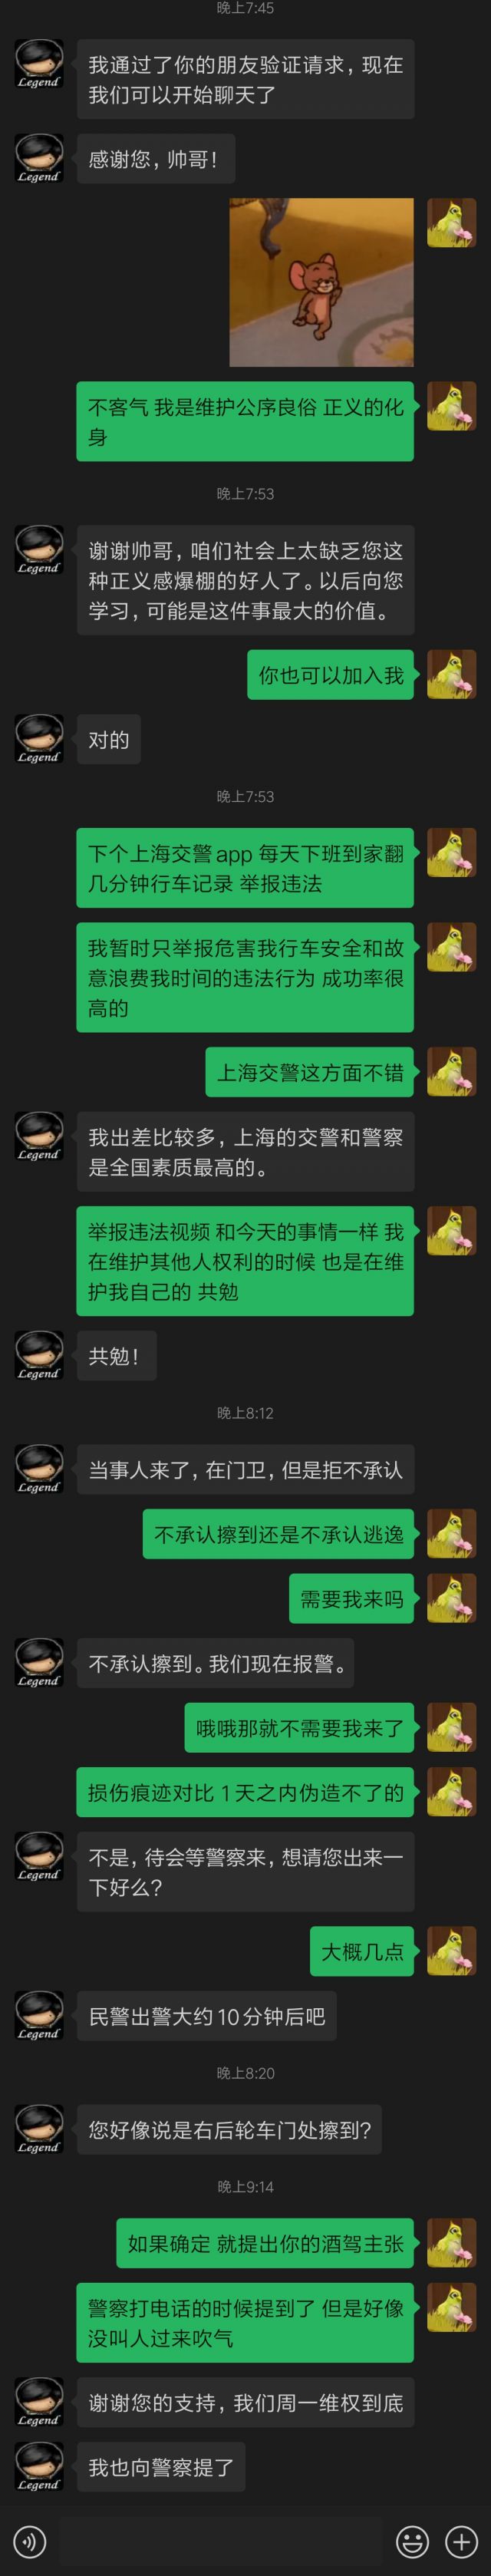 晚上7:45
我通过了你的朋友验证请求，现在
我们可以开始聊天了
Legend
感谢您，帅哥！
Legend
不客气 我是维护公序良俗 正义的化
身
晚上7:53
谢谢帅哥，咱们社会上太缺乏您这
种正义感爆棚的好人了。以后向您
学习，可能是这件事最大的价值。
Legend
你也可以加入我
对的
Legend
晚上7:53
下个上海交警app 每天下班到家翻
几分钟行车记录 举报违法
我暂时只举报危害我行车安全和故
意浪费我时间的违法行为 成功率很
高的
上海交警这方面不错
我出差比较多，上海的交警和警察
是全国素质最高的。
Legend
举报违法视频 和今天的事情一样 我
在维护其他人权利的时候 也是在维
护我自己的 共勉
共勉！
Legend
晚上8:12
当事人来了，在门卫，但是拒不承认
Legend
不承认擦到还是不承认逃逸
需要我来吗
不承认擦到。我们现在报警。
Legend
哦哦那就不需要我来了
损伤痕迹对比 1天之内伪造不了的
不是，待会等警察来，想请您出来一
下好么？
Legend
大概几点
民警出警大约10分钟后吧
Legend
晚上8:20
您好像说是右后轮车门处擦到？
Legend
晚上9:14
如果确定 就提出你的酒驾主张
警察打电话的时候提到了 但是好像
没叫人过来吹气
谢谢您的支持，我们周一维权到底
Legend
我也向警察提了
Legend